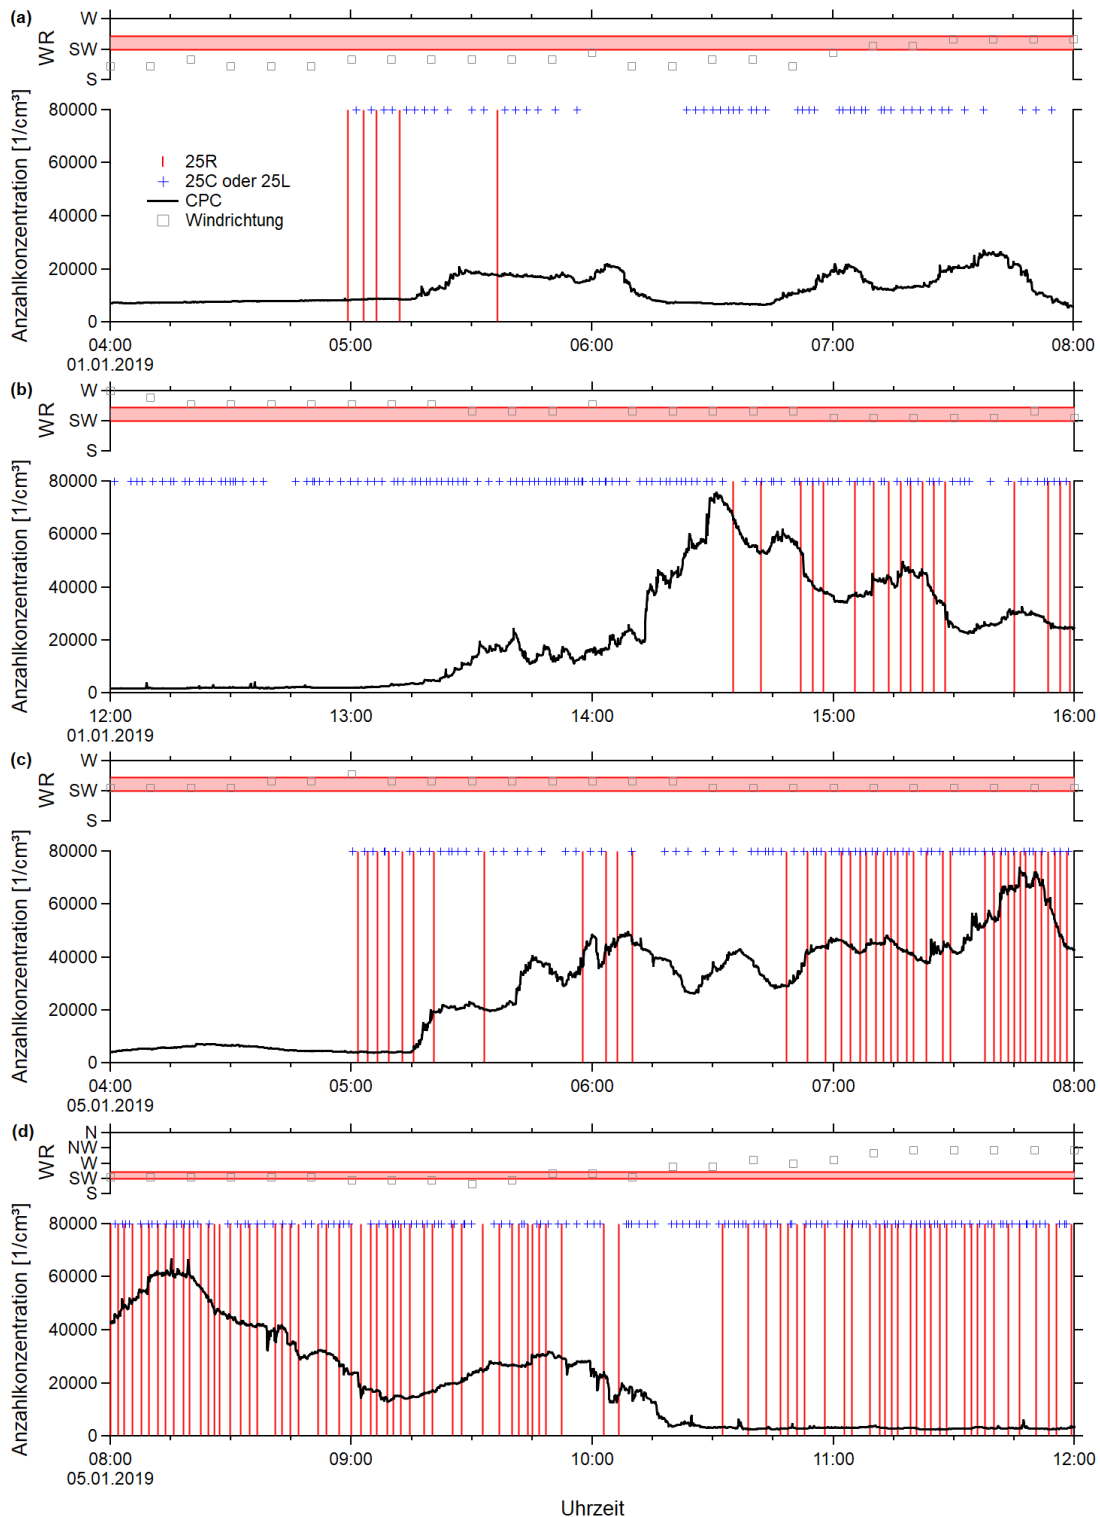 (a)
W
SW
S
WR
80000
60000
40000
20000
0
Anzahlkonzentration [1/cm³]
25R
25C oder 25L
CPC
Windrichtung
04:00 05:00 06:00 07:00 08:00
01.01.2019
(b)
W
SW
S
WR
80000
60000
40000
20000
0
Anzahlkonzentration [1/cm³]
12:00 13:00 14:00 15:00 16:00
01.01.2019
(c)
W
SW
S
WR
80000
60000
40000
20000
0
Anzahlkonzentration [1/cm³]
04:00 05:00 06:00 07:00 08:00
05.01.2019
(d)
N
NW
W
SW
S
WR
80000
60000
40000
20000
0
Anzahlkonzentration [1/cm³]
08:00 09:00 10:00 11:00 12:00
05.01.2019
Uhrzeit